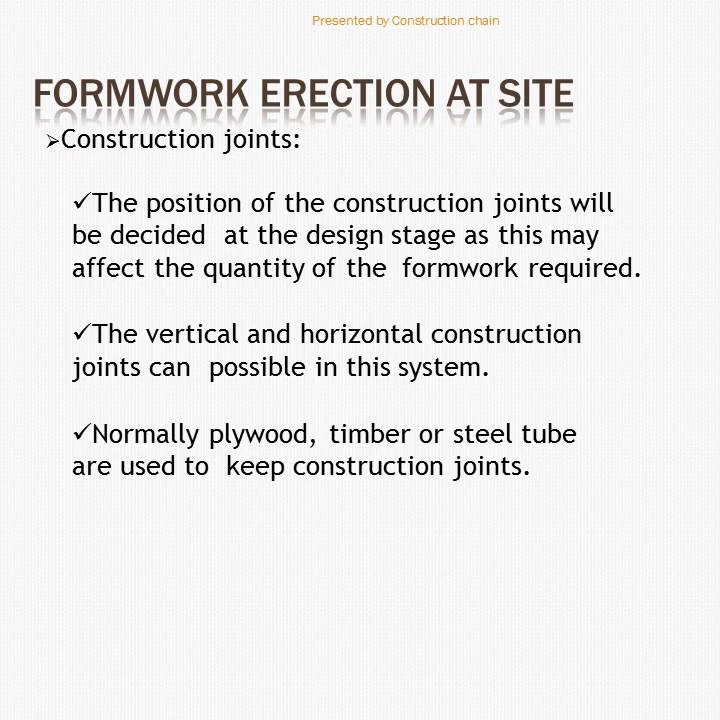 Presented by Construction chain
FORMWORK ERECTION AT SITE
➢Construction joints:
✓The position of the construction joints will
be decided at the design stage as this may
affect the quantity of the formwork required.
✓The vertical and horizontal construction
joints can possible in this system.
✓Normally plywood, timber or steel tube
are used to keep construction joints.